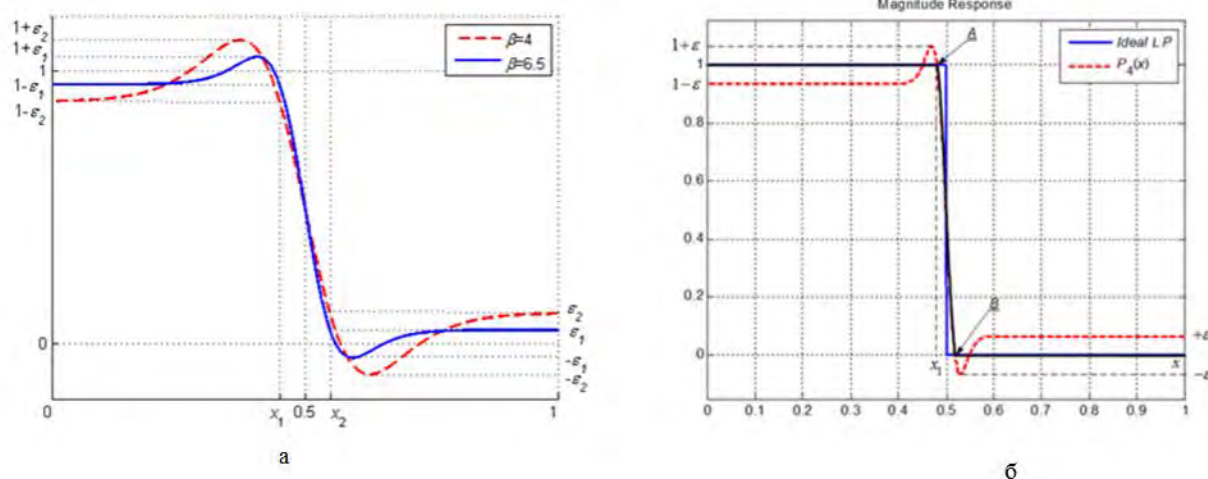 1+ε₂
1+ε₁
1
1-ε₁
1-ε₂
0
β=4
β=6.5
ε₂
ε₁
-ε₁
-ε₂
0 x₁ 0.5 x₂ 1
а
Magnitude Response
1+ε
1
1-ε
0.8
0.6
0.4
0.2
0
A
Ideal LP
P₄(x)
B
+ε
x₁
x
-ε
0 0.1 0.2 0.3 0.4 0.5 0.6 0.7 0.8 0.9 1
б